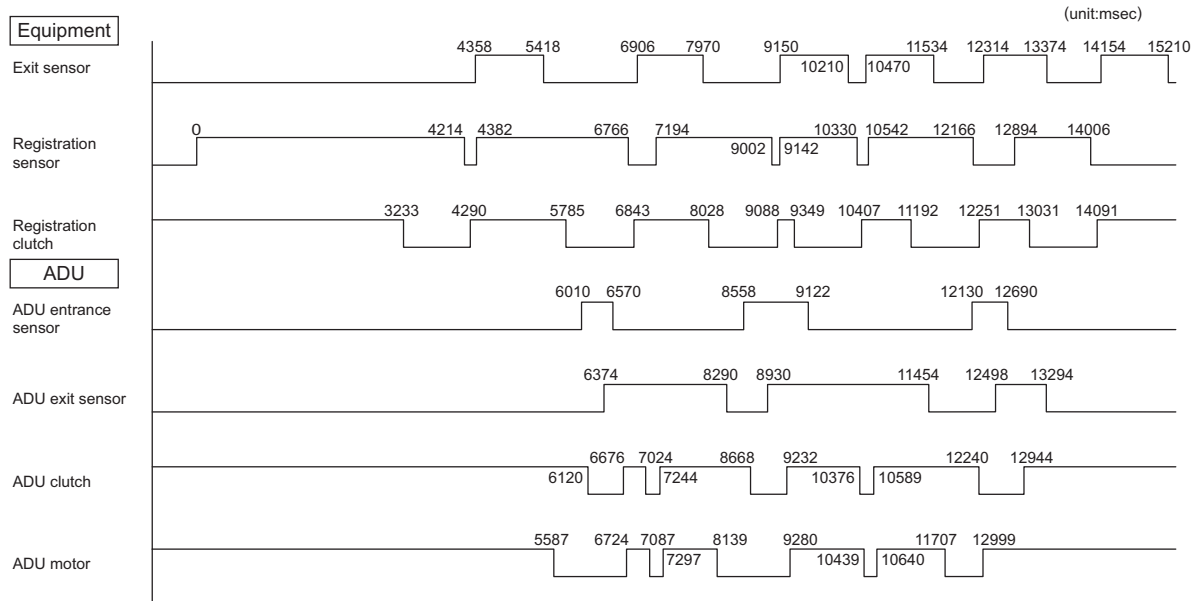 (unit:msec)
Equipment
4358 5418 6906 7970 9150 11534 12314 13374 14154 15210
Exit sensor
10210 10470
0 4214 4382 6766 7194 10330 10542 12166 12894 14006
Registration
sensor
9002 9142
3233 4290 5785 6843 8028 9088 9349 10407 11192 12251 13031 14091
Registration
clutch
ADU
6010 6570 8558 9122 12130 12690
ADU entrance
sensor
6374 8290 8930 11454 12498 13294
ADU exit sensor
6676 7024 8668 9232 12240 12944
ADU clutch
6120 7244 10376 10589
5587 6724 7087 8139 9280 11707 12999
ADU motor
7297 10439 10640